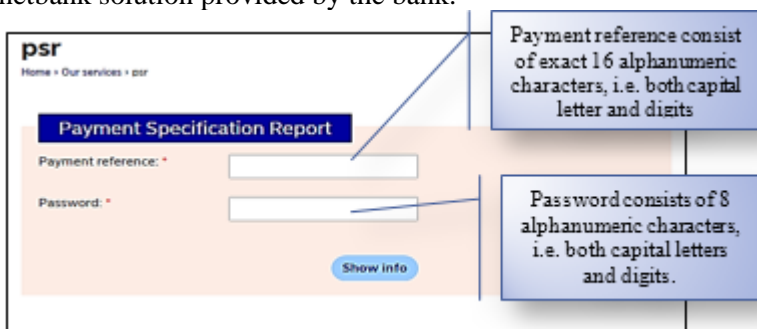 netbank solution provided by the bank.
psr
Home › Our services › psr
Payment Specification Report
Payment reference: *
Password: *
Show info
Payment reference consist
of exact 16 alphanumeric
characters, i.e. both capital
letter and digits
Password consists of 8
alphanumeric characters,
i.e. both capital letters
and digits.